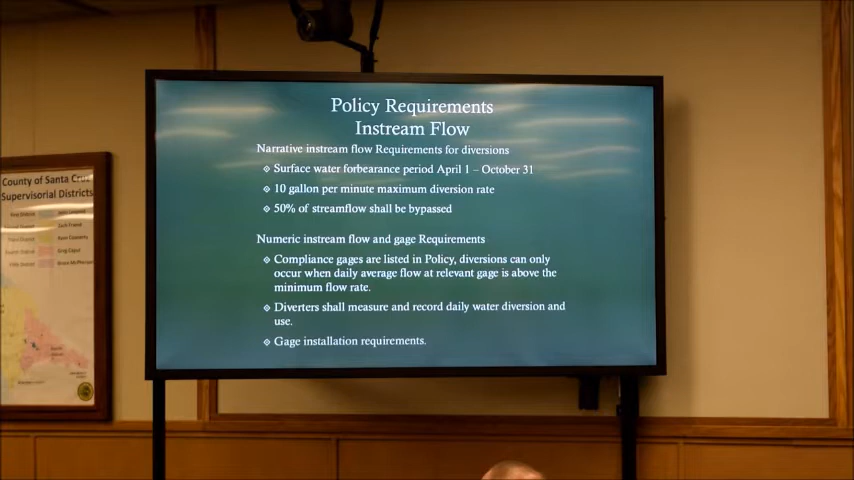 Policy Requirements
Instream Flow
Narrative instream flow Requirements for diversions
❖ Surface water forbearance period April 1 – October 31
❖ 10 gallon per minute maximum diversion rate
❖ 50% of streamflow shall be bypassed
Numeric instream flow and gage Requirements
❖ Compliance gages are listed in Policy, diversions can only
occur when daily average flow at relevant gage is above the
minimum flow rate.
❖ Diverters shall measure and record daily water diversion and
use.
❖ Gage installation requirements.
County of Santa Cruz
Supervisorial Districts